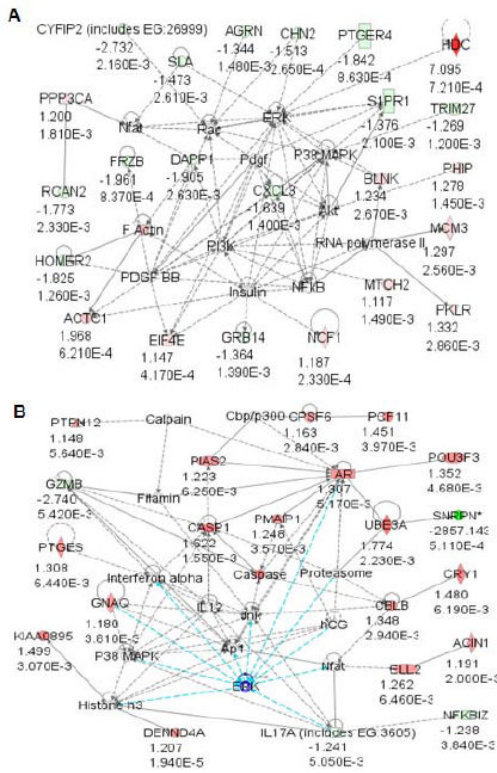 A
CYFIP2 (includes EG:26999)
-2.732
2.160E-3
SLA
-1.473
2.610E-3
AGRN
-1.344
1.480E-3
CHN2
-1.513
2.650E-4
PTGER4
-1.842
9.630E-4
HDC
7.095
7.210E-4
PPP3CA
1.200
1.810E-3
Nfat
Rac
ERK
S1PR1
-1.376
2.100E-3
TRIM27
-1.269
1.200E-3
FRZB
-1.961
8.370E-4
DAPP1
-1.905
2.630E-3
Pdgf
P38 MAPK
CXCL3
-1.639
1.400E-3
BLNK
1.234
2.670E-3
PHIP
1.278
1.450E-3
RCAN2
-1.773
2.330E-3
F Actin
Akt
MCM3
1.297
2.560E-3
PI3K
RNA polymerase II
HOMER2
-1.825
1.260E-3
PDGF BB
Insulin
NFkB
MTCH2
1.117
1.490E-3
PKLR
1.332
2.860E-3
ACTC1
1.968
6.210E-4
EIF4E
1.147
4.170E-4
GRB14
-1.364
1.390E-3
NCF1
1.187
2.330E-4
B
PTPN12
1.148
5.640E-3
Calpain
Cbp/p300
CPSF6
1.163
2.840E-3
PCF11
1.451
3.970E-3
PIAS2
1.223
6.250E-3
AR
1.307
5.170E-3
POU3F3
1.352
4.680E-3
GZMB
-2.740
5.420E-3
Filamin
CASP1
1.622
1.550E-3
PMAIP1
1.246
3.570E-3
UBE3A
1.774
2.230E-3
SNRPN*
-2857.143
5.110E-4
PTGES
1.308
6.440E-3
Interferon alpha
Caspase
Proteasome
GNAQ
1.180
3.610E-3
IL12
Jnk
hCG
CBLB
1.348
2.940E-3
CRY1
1.480
6.190E-3
KIAA0895
1.499
3.070E-3
P38 MAPK
Ap1
Nfat
ELL2
1.262
6.460E-3
ACIN1
1.191
2.000E-3
ERK
Histone h3
DENND4A
1.207
1.940E-5
IL17A (includes EG:3605)
-1.241
5.050E-3
NFKBIZ
-1.238
3.840E-3